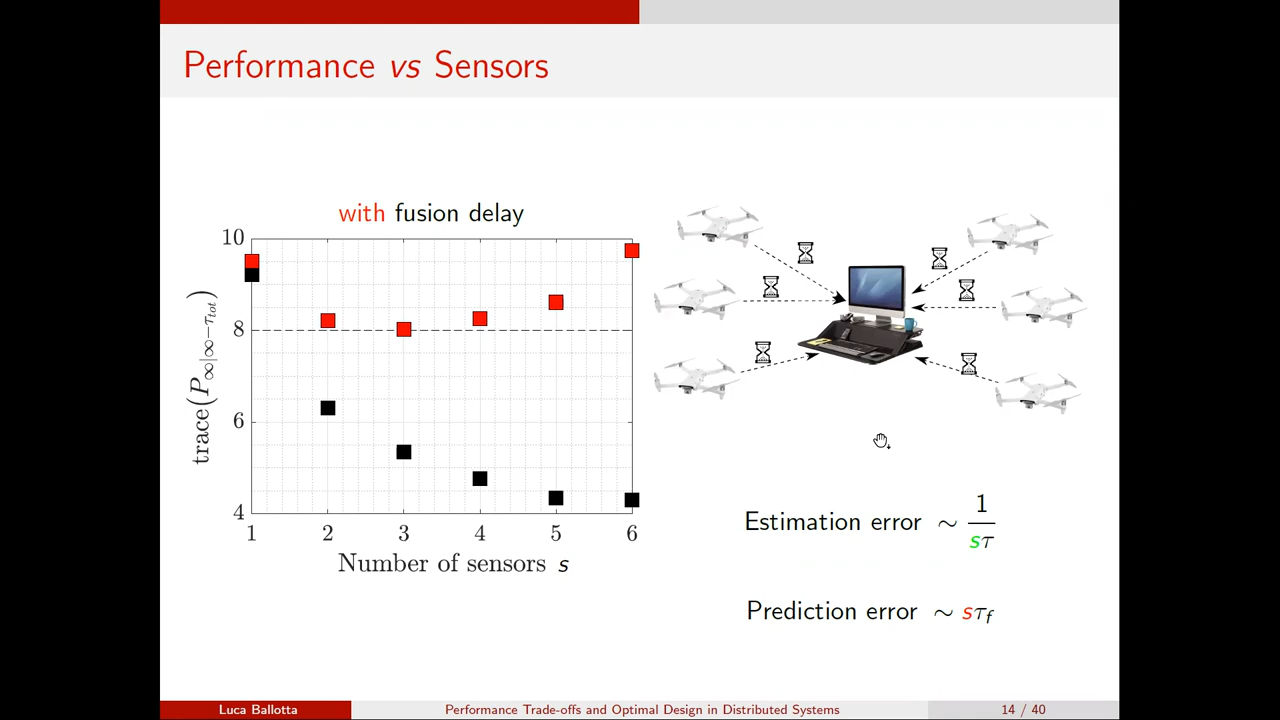 Performance vs Sensors
with fusion delay
10
8
6
4
trace(P∞|∞−τtot)
1 2 3 4 5 6
Number of sensors s
Estimation error ∼ 1/sτ
Prediction error ∼ sτf
Luca Ballotta Performance Trade-offs and Optimal Design in Distributed Systems 14 / 40